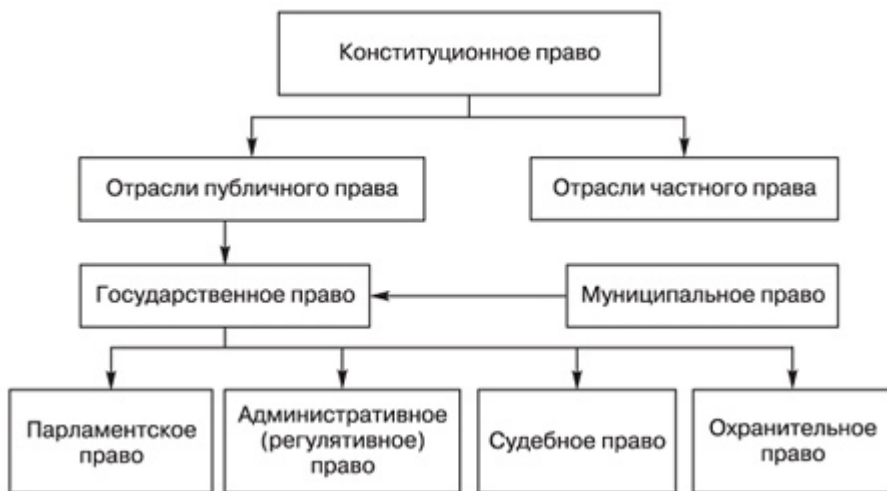 Конституционное право
Отрасли публичного права
Отрасли частного права
Государственное право
Муниципальное право
Парламентское
право
Административное
(регулятивное)
право
Судебное право
Охранительное
право